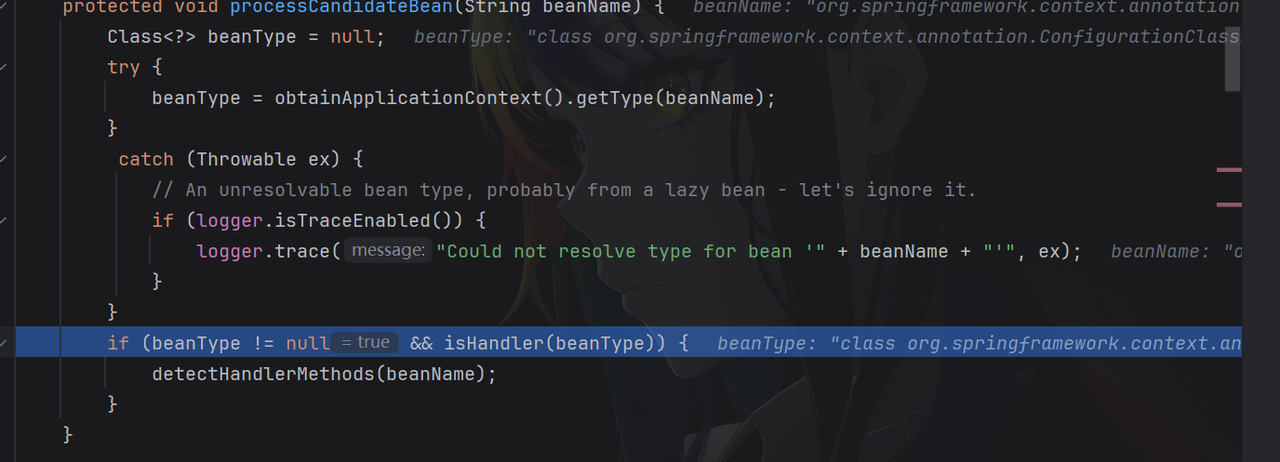 protected void processCandidateBean(String beanName) {   beanName: "org.springframework.context.annotation
    Class<?> beanType = null;   beanType: "class org.springframework.context.annotation.ConfigurationClass
    try {
        beanType = obtainApplicationContext().getType(beanName);
    }
     catch (Throwable ex) {
        // An unresolvable bean type, probably from a lazy bean - let's ignore it.
        if (logger.isTraceEnabled()) {
            logger.trace( message: "Could not resolve type for bean '" + beanName + "'", ex);   beanName: "o
        }
    }
    if (beanType != null = true && isHandler(beanType)) {   beanType: "class org.springframework.context.an
        detectHandlerMethods(beanName);
    }
}